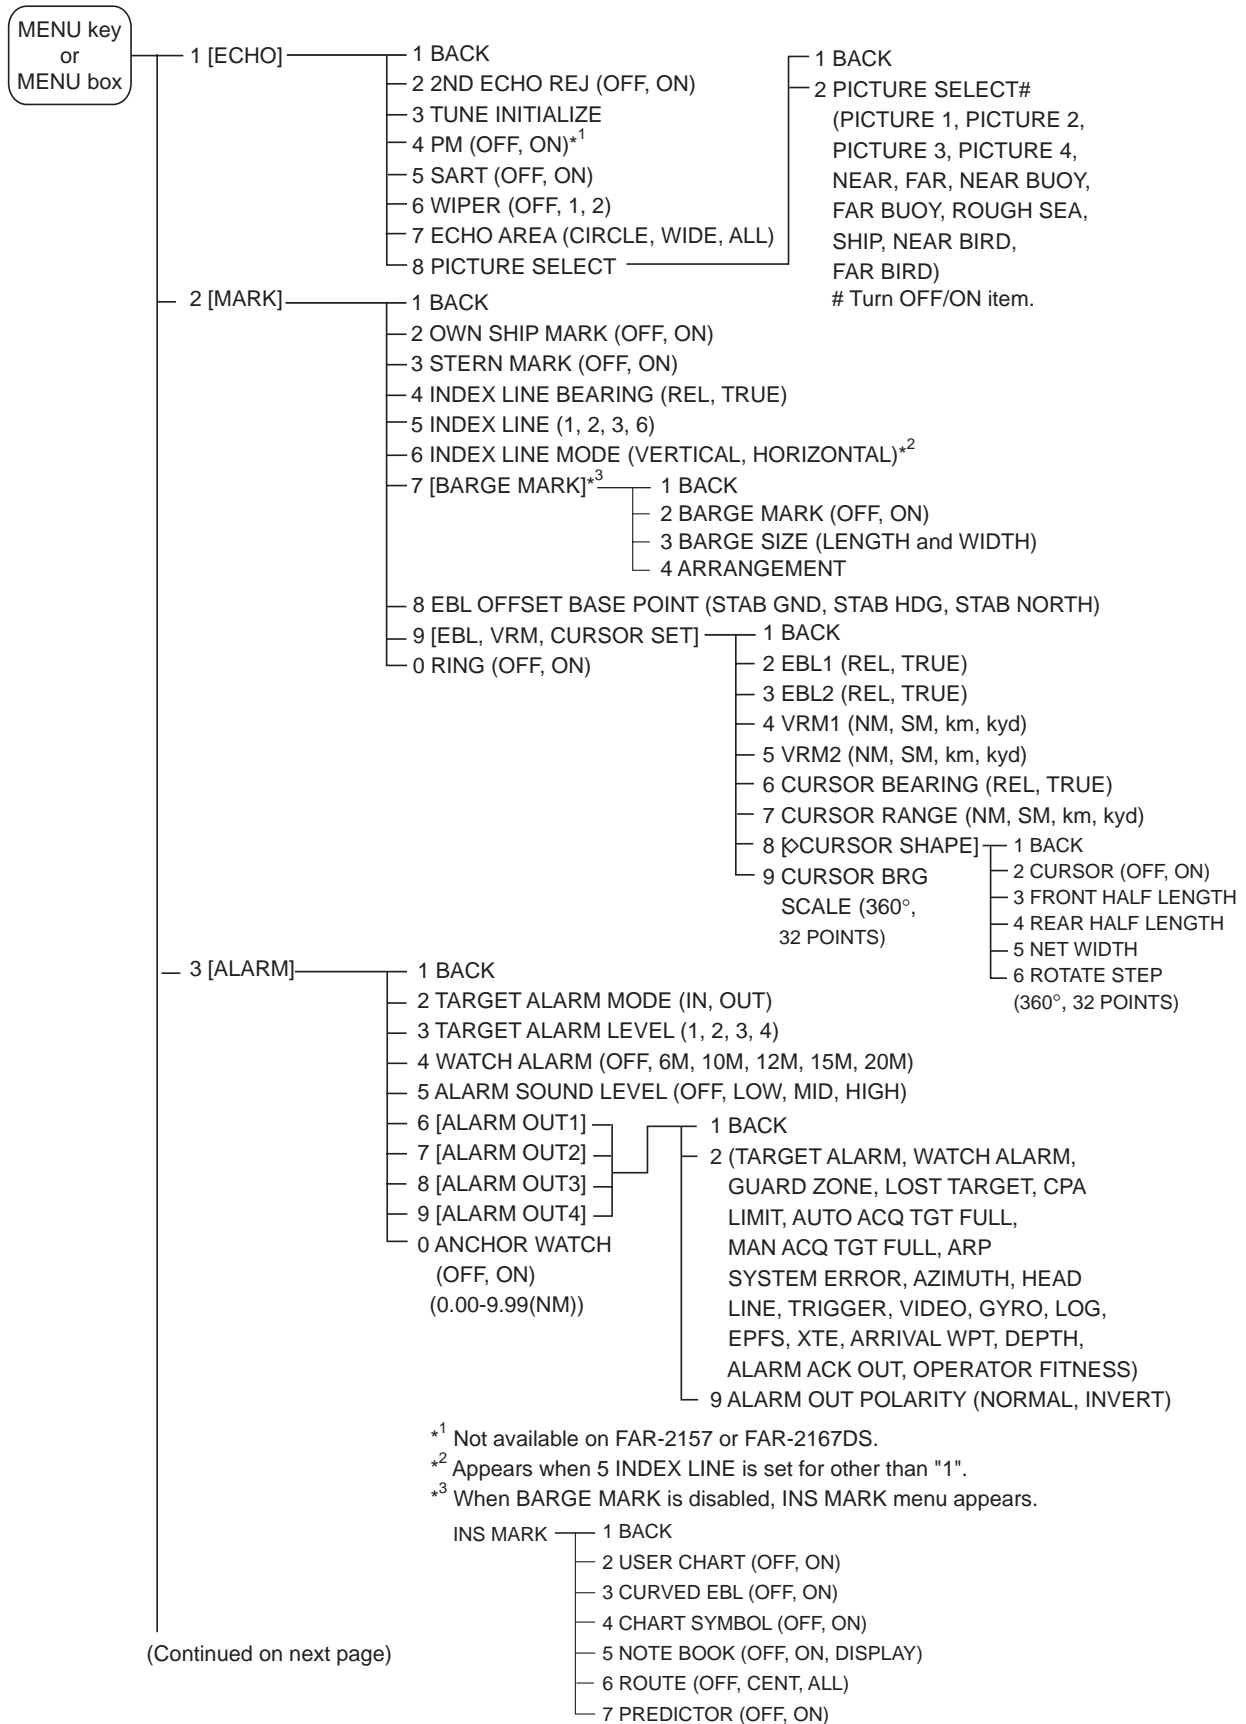 MENU key
or
MENU box
1 [ECHO]
1 BACK
2 2ND ECHO REJ (OFF, ON)
3 TUNE INITIALIZE
4 PM (OFF, ON)*1
5 SART (OFF, ON)
6 WIPER (OFF, 1, 2)
7 ECHO AREA (CIRCLE, WIDE, ALL)
8 PICTURE SELECT
1 BACK
2 PICTURE SELECT#
(PICTURE 1, PICTURE 2,
PICTURE 3, PICTURE 4,
NEAR, FAR, NEAR BUOY,
FAR BUOY, ROUGH SEA,
SHIP, NEAR BIRD,
FAR BIRD)
# Turn OFF/ON item.
2 [MARK]
1 BACK
2 OWN SHIP MARK (OFF, ON)
3 STERN MARK (OFF, ON)
4 INDEX LINE BEARING (REL, TRUE)
5 INDEX LINE (1, 2, 3, 6)
6 INDEX LINE MODE (VERTICAL, HORIZONTAL)*2
7 [BARGE MARK]*3
1 BACK
2 BARGE MARK (OFF, ON)
3 BARGE SIZE (LENGTH and WIDTH)
4 ARRANGEMENT
8 EBL OFFSET BASE POINT (STAB GND, STAB HDG, STAB NORTH)
9 [EBL, VRM, CURSOR SET]
0 RING (OFF, ON)
1 BACK
2 EBL1 (REL, TRUE)
3 EBL2 (REL, TRUE)
4 VRM1 (NM, SM, km, kyd)
5 VRM2 (NM, SM, km, kyd)
6 CURSOR BEARING (REL, TRUE)
7 CURSOR RANGE (NM, SM, km, kyd)
8 [◇CURSOR SHAPE]
9 CURSOR BRG
SCALE (360°,
32 POINTS)
1 BACK
2 CURSOR (OFF, ON)
3 FRONT HALF LENGTH
4 REAR HALF LENGTH
5 NET WIDTH
6 ROTATE STEP
(360°, 32 POINTS)
3 [ALARM]
1 BACK
2 TARGET ALARM MODE (IN, OUT)
3 TARGET ALARM LEVEL (1, 2, 3, 4)
4 WATCH ALARM (OFF, 6M, 10M, 12M, 15M, 20M)
5 ALARM SOUND LEVEL (OFF, LOW, MID, HIGH)
6 [ALARM OUT1]
7 [ALARM OUT2]
8 [ALARM OUT3]
9 [ALARM OUT4]
0 ANCHOR WATCH
(OFF, ON)
(0.00-9.99(NM))
1 BACK
2 (TARGET ALARM, WATCH ALARM,
GUARD ZONE, LOST TARGET, CPA
LIMIT, AUTO ACQ TGT FULL,
MAN ACQ TGT FULL, ARP
SYSTEM ERROR, AZIMUTH, HEAD
LINE, TRIGGER, VIDEO, GYRO, LOG,
EPFS, XTE, ARRIVAL WPT, DEPTH,
ALARM ACK OUT, OPERATOR FITNESS)
9 ALARM OUT POLARITY (NORMAL, INVERT)
*1 Not available on FAR-2157 or FAR-2167DS.
*2 Appears when 5 INDEX LINE is set for other than "1".
*3 When BARGE MARK is disabled, INS MARK menu appears.
INS MARK
1 BACK
2 USER CHART (OFF, ON)
3 CURVED EBL (OFF, ON)
4 CHART SYMBOL (OFF, ON)
5 NOTE BOOK (OFF, ON, DISPLAY)
6 ROUTE (OFF, CENT, ALL)
7 PREDICTOR (OFF, ON)
(Continued on next page)